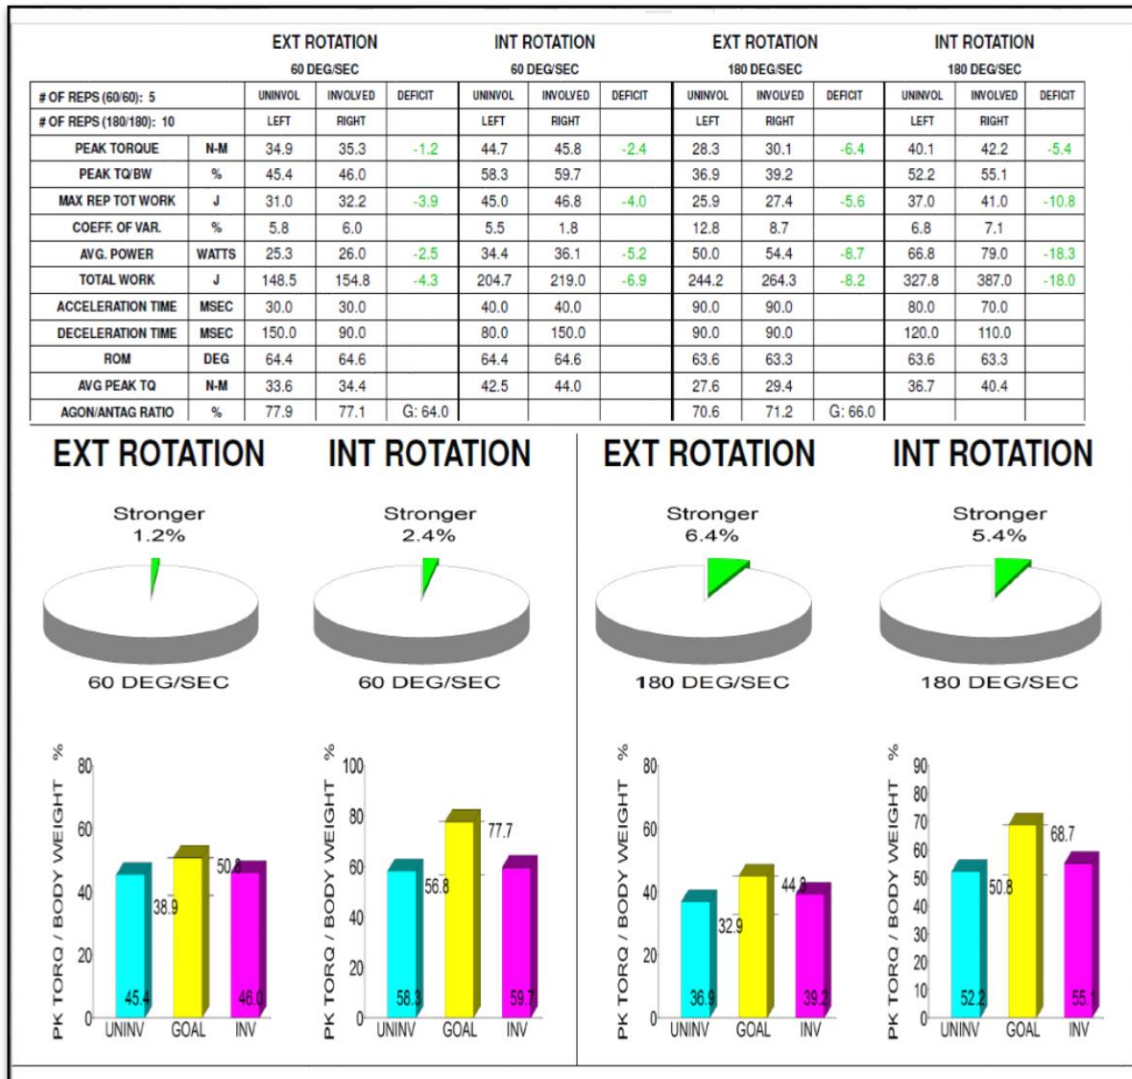 EXT ROTATION INT ROTATION EXT ROTATION INT ROTATION
60 DEG/SEC 60 DEG/SEC 180 DEG/SEC 180 DEG/SEC
# OF REPS (60/60): 5 UNINVOL INVOLVED DEFICIT UNINVOL INVOLVED DEFICIT UNINVOL INVOLVED DEFICIT UNINVOL INVOLVED DEFICIT
# OF REPS (180/180): 10 LEFT RIGHT LEFT RIGHT LEFT RIGHT LEFT RIGHT
PEAK TORQUE N-M 34.9 35.3 -1.2 44.7 45.8 -2.4 28.3 30.1 -6.4 40.1 42.2 -5.4
PEAK TQ/BW % 45.4 46.0 58.3 59.7 36.9 39.2 52.2 55.1
MAX REP TOT WORK J 31.0 32.2 -3.9 45.0 46.8 -4.0 25.9 27.4 -5.6 37.0 41.0 -10.8
COEFF. OF VAR. % 5.8 6.0 5.5 1.8 12.8 8.7 6.8 7.1
AVG. POWER WATTS 25.3 26.0 -2.5 34.4 36.1 -5.2 50.0 54.4 -8.7 66.8 79.0 -18.3
TOTAL WORK J 148.5 154.8 -4.3 204.7 219.0 -6.9 244.2 264.3 -8.2 327.8 387.0 -18.0
ACCELERATION TIME MSEC 30.0 30.0 40.0 40.0 90.0 90.0 80.0 70.0
DECELERATION TIME MSEC 150.0 90.0 80.0 150.0 90.0 90.0 120.0 110.0
ROM DEG 64.4 64.6 64.4 64.6 63.6 63.3 63.6 63.3
AVG PEAK TQ N-M 33.6 34.4 42.5 44.0 27.6 29.4 36.7 40.4
AGON/ANTAG RATIO % 77.9 77.1 G: 64.0 70.6 71.2 G: 66.0
EXT ROTATION INT ROTATION EXT ROTATION INT ROTATION
Stronger Stronger Stronger Stronger
1.2% 2.4% 6.4% 5.4%
60 DEG/SEC 60 DEG/SEC 180 DEG/SEC 180 DEG/SEC
PK TORQ / BODY WEIGHT %
80
60
40
20
0
38.9
50.8
45.4
46.0
UNINV GOAL INV
PK TORQ / BODY WEIGHT %
100
80
60
40
20
0
77.7
56.8
58.3
59.7
UNINV GOAL INV
PK TORQ / BODY WEIGHT %
80
60
40
20
0
44.8
32.9
36.9
39.2
UNINV GOAL INV
PK TORQ / BODY WEIGHT %
90
80
70
60
50
40
30
20
10
0
68.7
50.8
52.2
55.1
UNINV GOAL INV